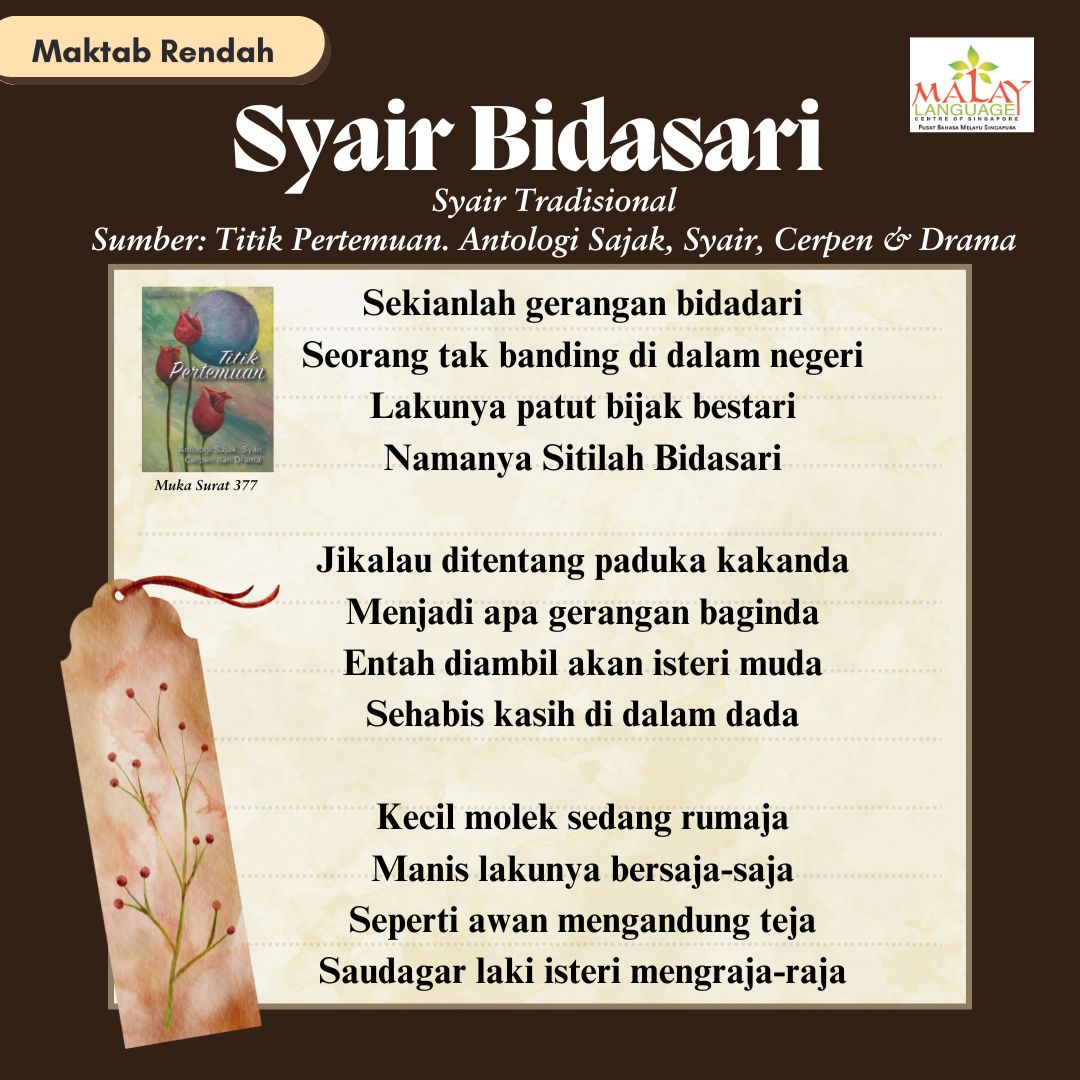 Maktab Rendah
MALAY
LANGUAGE
CENTRE OF SINGAPORE
PUSAT BAHASA MELAYU SINGAPURA
Syair Bidasari
Syair Tradisional
Sumber: Titik Pertemuan. Antologi Sajak, Syair, Cerpen & Drama
Titik
Pertemuan
Antologi Sajak, Syair,
Cerpen dan Drama
Muka Surat 377
Sekianlah gerangan bidadari
Seorang tak banding di dalam negeri
Lakunya patut bijak bestari
Namanya Sitilah Bidasari
Jikalau ditentang paduka kakanda
Menjadi apa gerangan baginda
Entah diambil akan isteri muda
Sehabis kasih di dalam dada
Kecil molek sedang rumaja
Manis lakunya bersaja-saja
Seperti awan mengandung teja
Saudagar laki isteri mengraja-raja